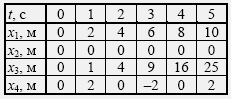 t, с 0 1 2 3 4 5
x₁, м 0 2 4 6 8 10
x₂, м 0 0 0 0 0 0
x₃, м 0 1 4 9 16 25
x₄, м 0 2 0 –2 0 2